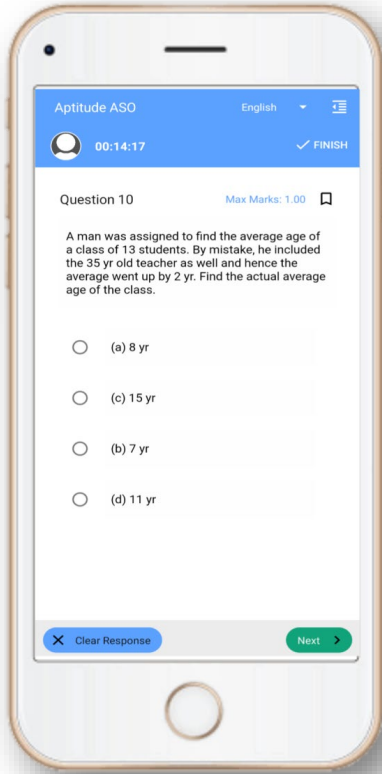 Aptitude ASO English
00:14:17 FINISH
Question 10 Max Marks: 1.00
A man was assigned to find the average age of
a class of 13 students. By mistake, he included
the 35 yr old teacher as well and hence the
average went up by 2 yr. Find the actual average
age of the class.
(a) 8 yr
(c) 15 yr
(b) 7 yr
(d) 11 yr
Clear Response Next